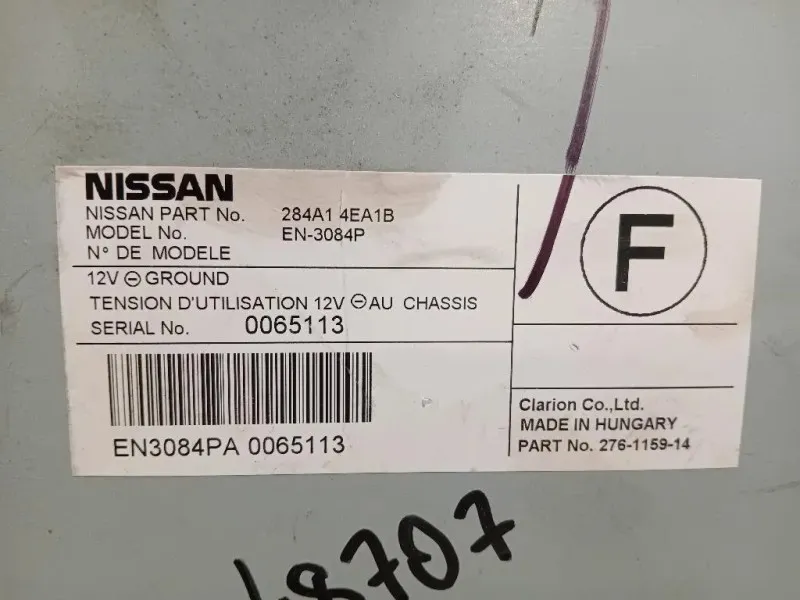 NISSAN
NISSAN PART No. 284A1 4EA1B
MODEL No. EN-3084P
N° DE MODELE
12V ⊖ GROUND
TENSION D'UTILISATION 12V ⊖ AU CHASSIS
SERIAL No. 0065113
EN3084PA 0065113
F
Clarion Co.,Ltd.
MADE IN HUNGARY
PART No. 276-1159-14
48707